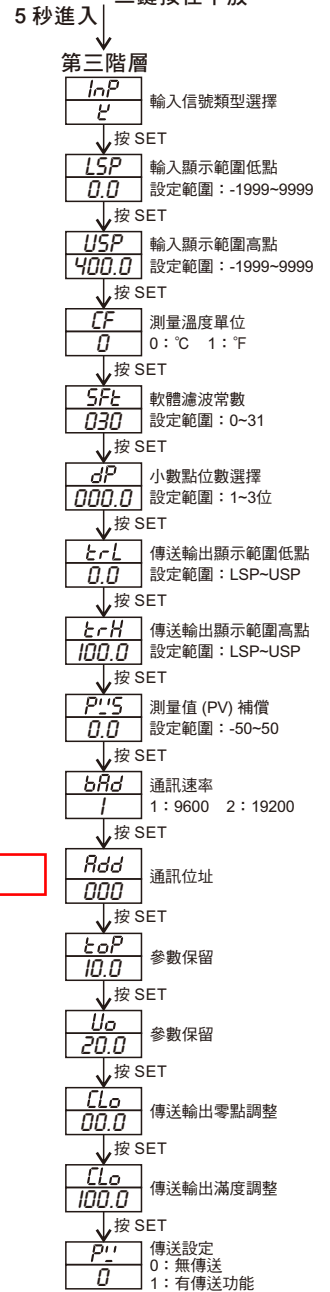 二鍵按住不放
5 秒進入
第三階層
InP
輸入信號類型選擇
K
按 SET
LSP
輸入顯示範圍低點
0.0
設定範圍：-1999~9999
按 SET
USP
輸入顯示範圍高點
400.0
設定範圍：-1999~9999
按 SET
CF
測量溫度單位
0
0：℃ 1：℉
按 SET
SFt
軟體濾波常數
030
設定範圍：0~31
按 SET
dP
小數點位數選擇
000.0
設定範圍：1~3位
按 SET
trL
傳送輸出顯示範圍低點
0.0
設定範圍：LSP~USP
按 SET
trH
傳送輸出顯示範圍高點
100.0
設定範圍：LSP~USP
按 SET
PVS
測量值 (PV) 補償
0.0
設定範圍：-50~50
按 SET
bAd
通訊速率
1
1：9600 2：19200
按 SET
Add
通訊位址
000
按 SET
toP
參數保留
10.0
按 SET
Uo
參數保留
20.0
按 SET
CLo
傳送輸出零點調整
00.0
按 SET
CLo
傳送輸出滿度調整
100.0
按 SET
PV
傳送設定
0：無傳送
0
1：有傳送功能